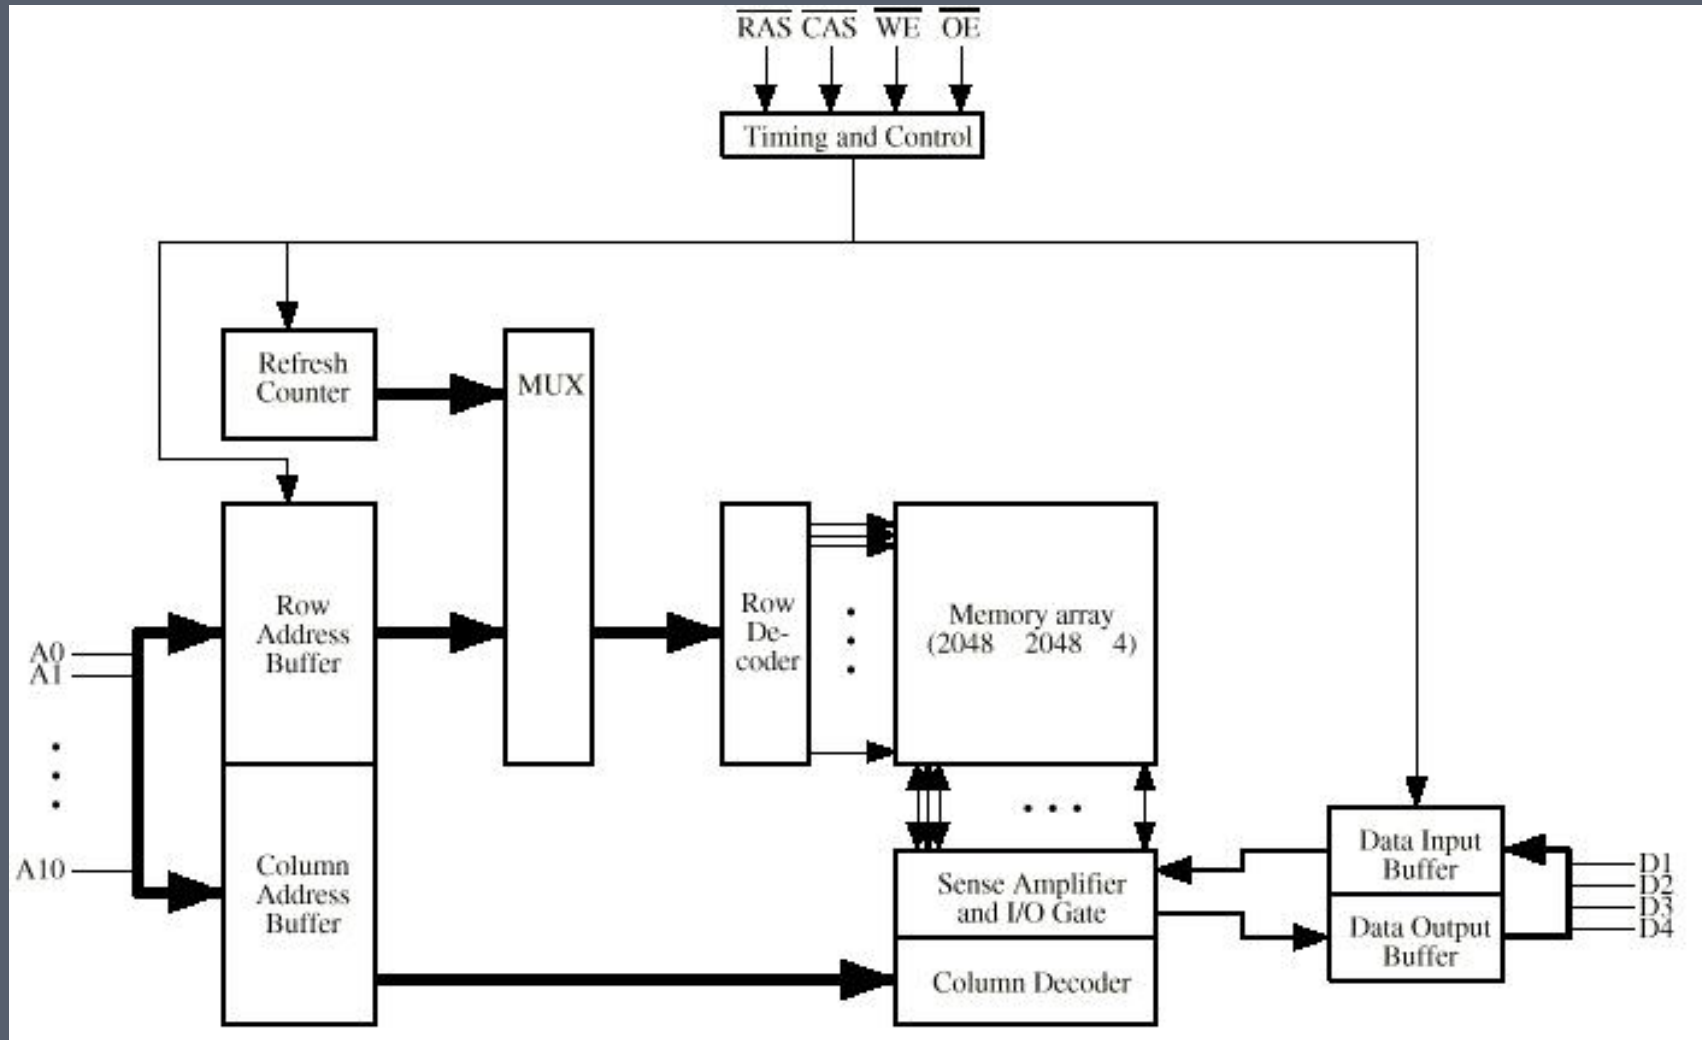 RAS CAS WE OE
Timing and Control
Refresh
Counter
MUX
Row
Address
Buffer
Row
De-
coder
Memory array
(2048 2048 4)
A0
A1
A10
Column
Address
Buffer
Sense Amplifier
and I/O Gate
Column Decoder
Data Input
Buffer
Data Output
Buffer
D1
D2
D3
D4